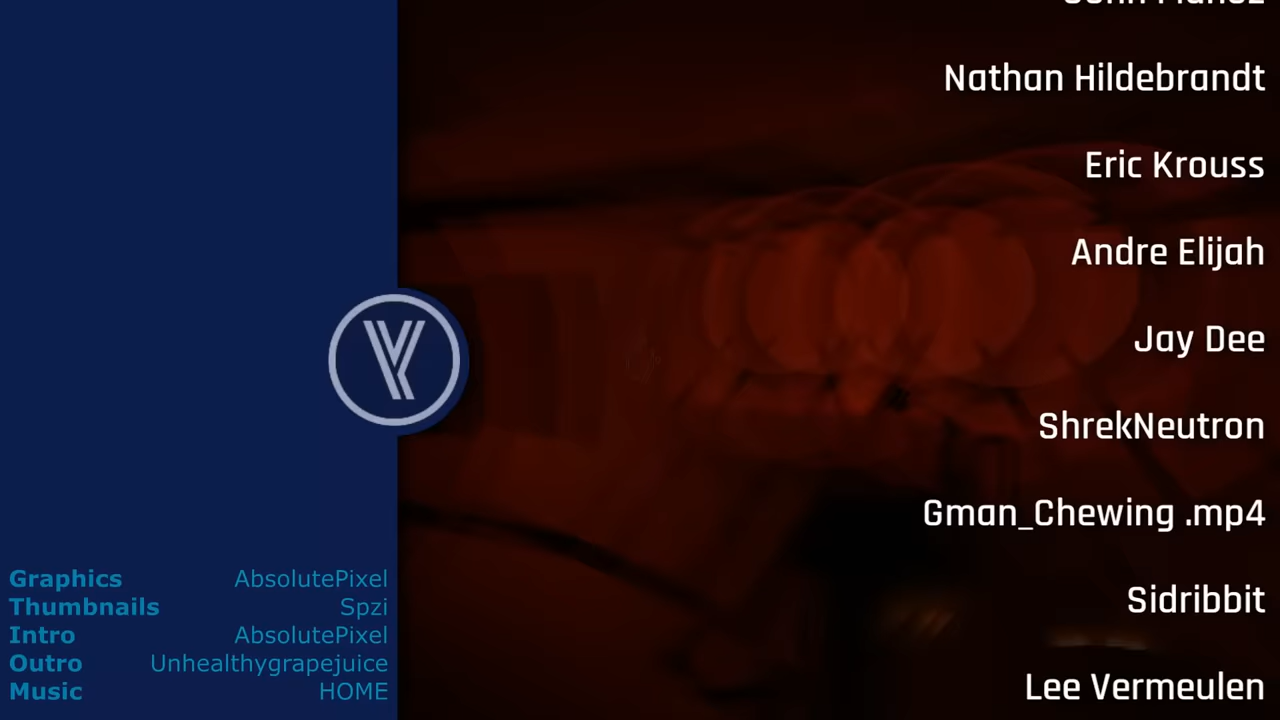 Nathan Hildebrandt
Eric Krouss
Andre Elijah
Jay Dee
ShrekNeutron
Gman_Chewing .mp4
Sidribbit
Lee Vermeulen
Graphics AbsolutePixel
Thumbnails Spzi
Intro AbsolutePixel
Outro Unhealthygrapejuice
Music HOME